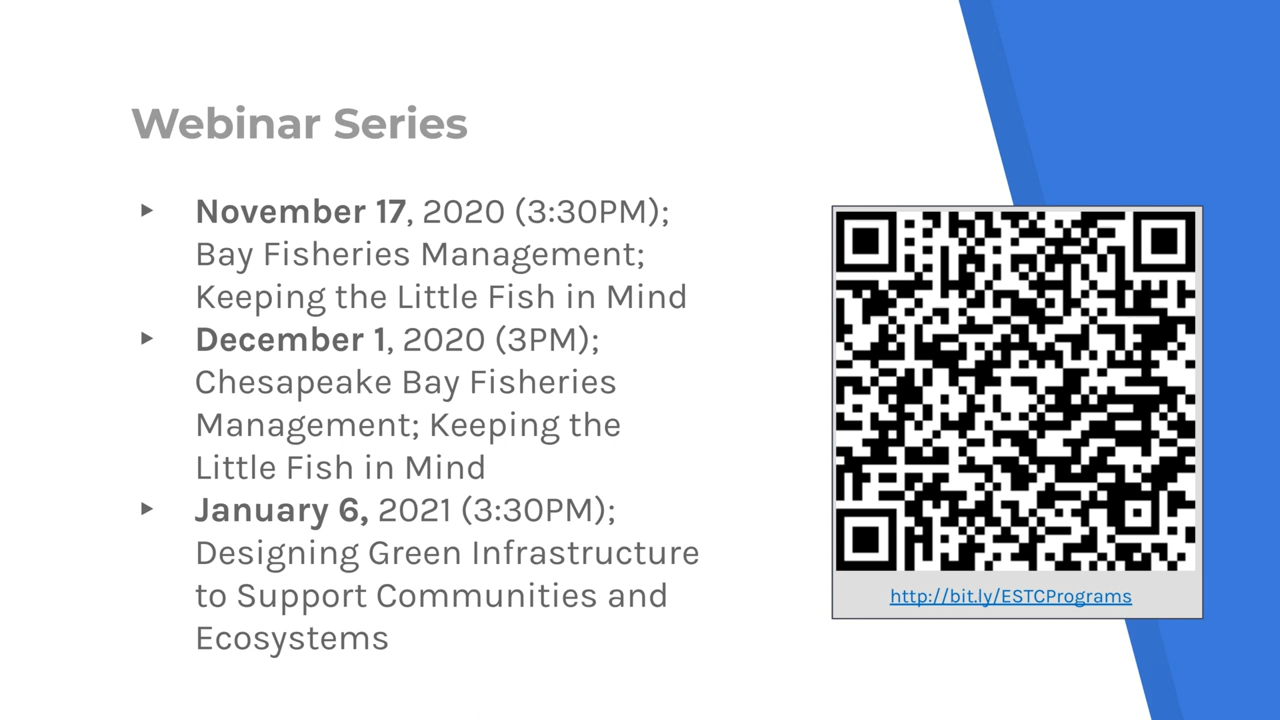 Webinar Series
▸ November 17, 2020 (3:30PM);
Bay Fisheries Management;
Keeping the Little Fish in Mind
▸ December 1, 2020 (3PM);
Chesapeake Bay Fisheries
Management; Keeping the
Little Fish in Mind
▸ January 6, 2021 (3:30PM);
Designing Green Infrastructure
to Support Communities and
Ecosystems
http://bit.ly/ESTCPrograms